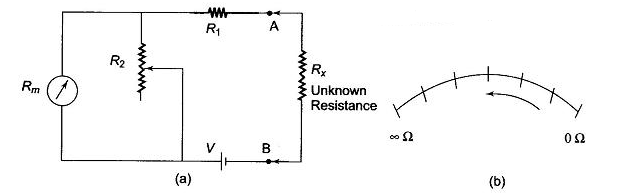 R1
A
R2
Rm
Rx
Unknown
Resistance
V
B
(a)
∞ Ω
0 Ω
(b)